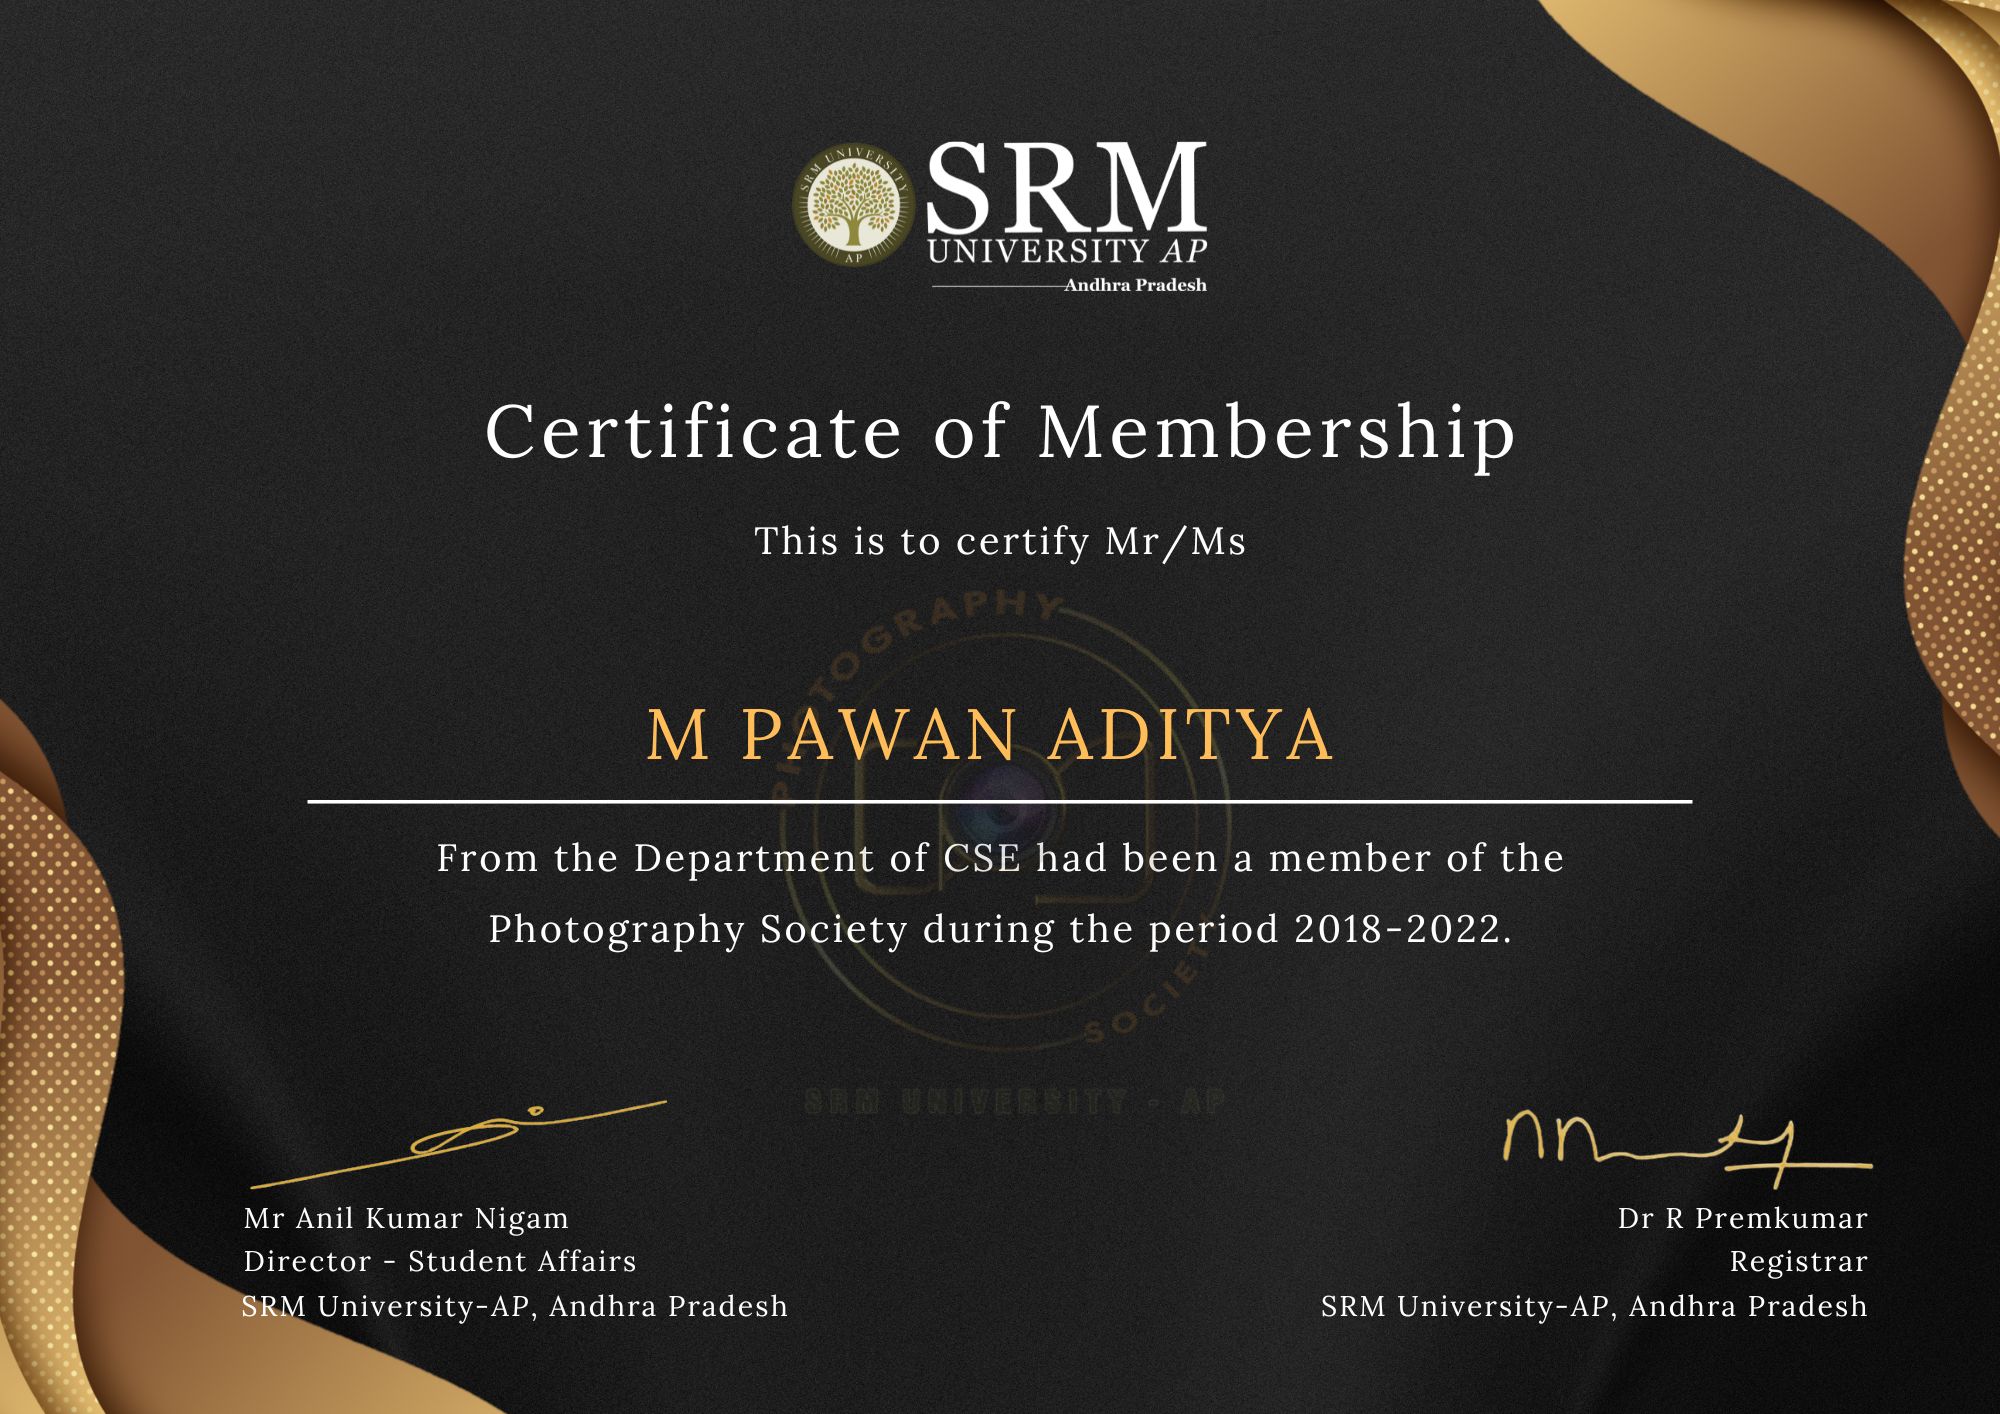 SRM UNIVERSITY
AP
SRM
UNIVERSITY AP
Andhra Pradesh
Certificate of Membership
This is to certify Mr/Ms
PHOTOGRAPHY
M PAWAN ADITYA
From the Department of CSE had been a member of the
Photography Society during the period 2018-2022.
SOCIETY
SRM UNIVERSITY - AP
Mr Anil Kumar Nigam
Director - Student Affairs
SRM University-AP, Andhra Pradesh
Dr R Premkumar
Registrar
SRM University-AP, Andhra Pradesh